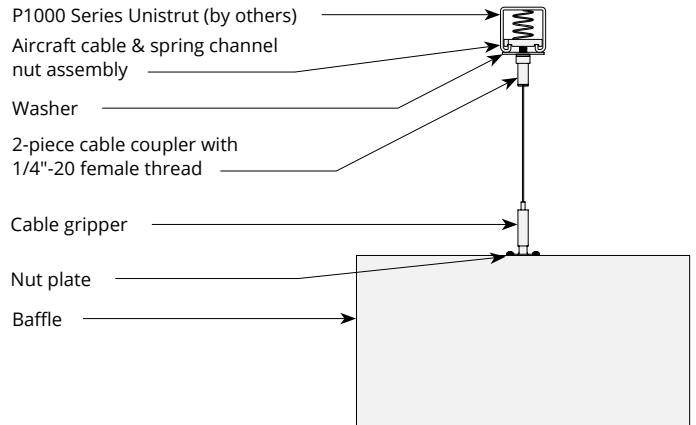 P1000 Series Unistrut (by others)
Aircraft cable & spring channel
nut assembly
Washer
2-piece cable coupler with
1/4"-20 female thread
Cable gripper
Nut plate
Baffle